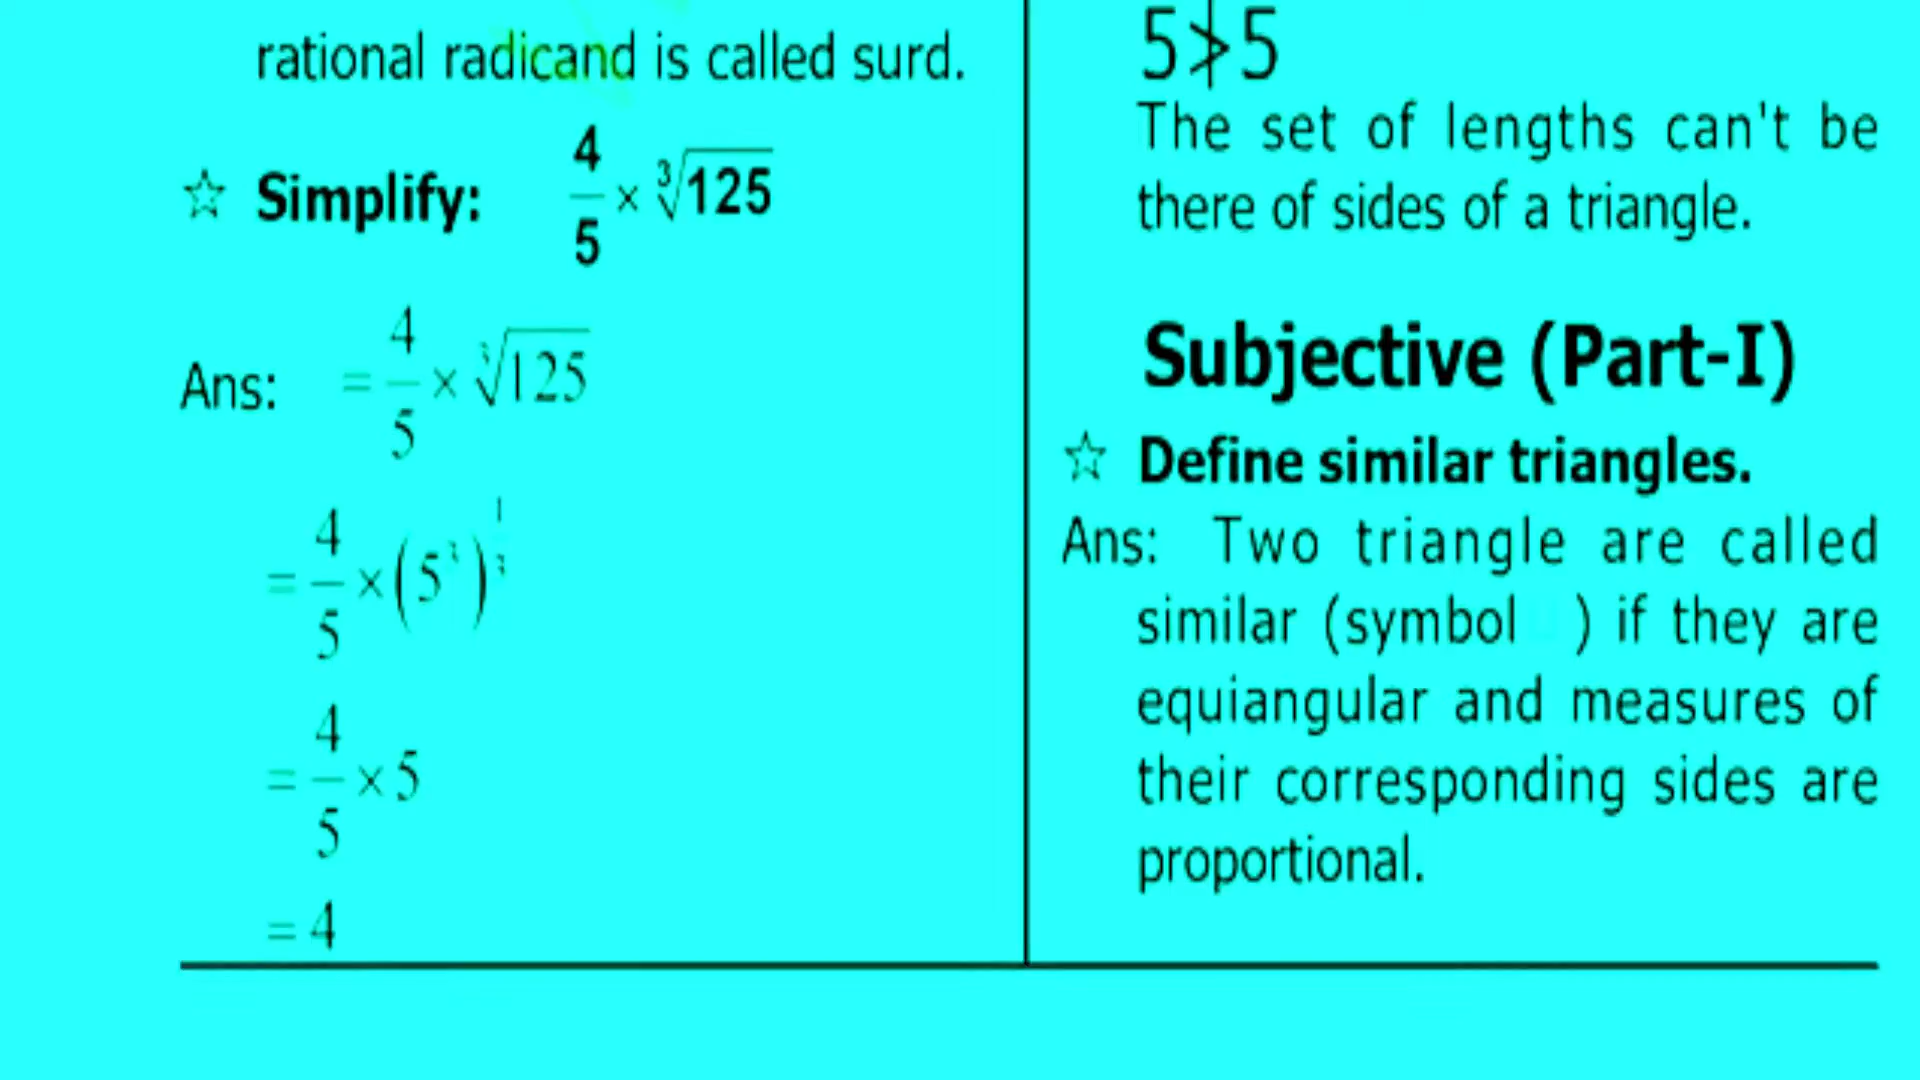 rational radicand is called surd.
☆ Simplify: 4/5 × ∛125
Ans: = 4/5 × ∛125
= 4/5 × (5³)^(1/3)
= 4/5 × 5
= 4
5 ≯ 5
The set of lengths can't be
there of sides of a triangle.
Subjective (Part-I)
☆ Define similar triangles.
Ans: Two triangle are called
similar (symbol ) if they are
equiangular and measures of
their corresponding sides are
proportional.